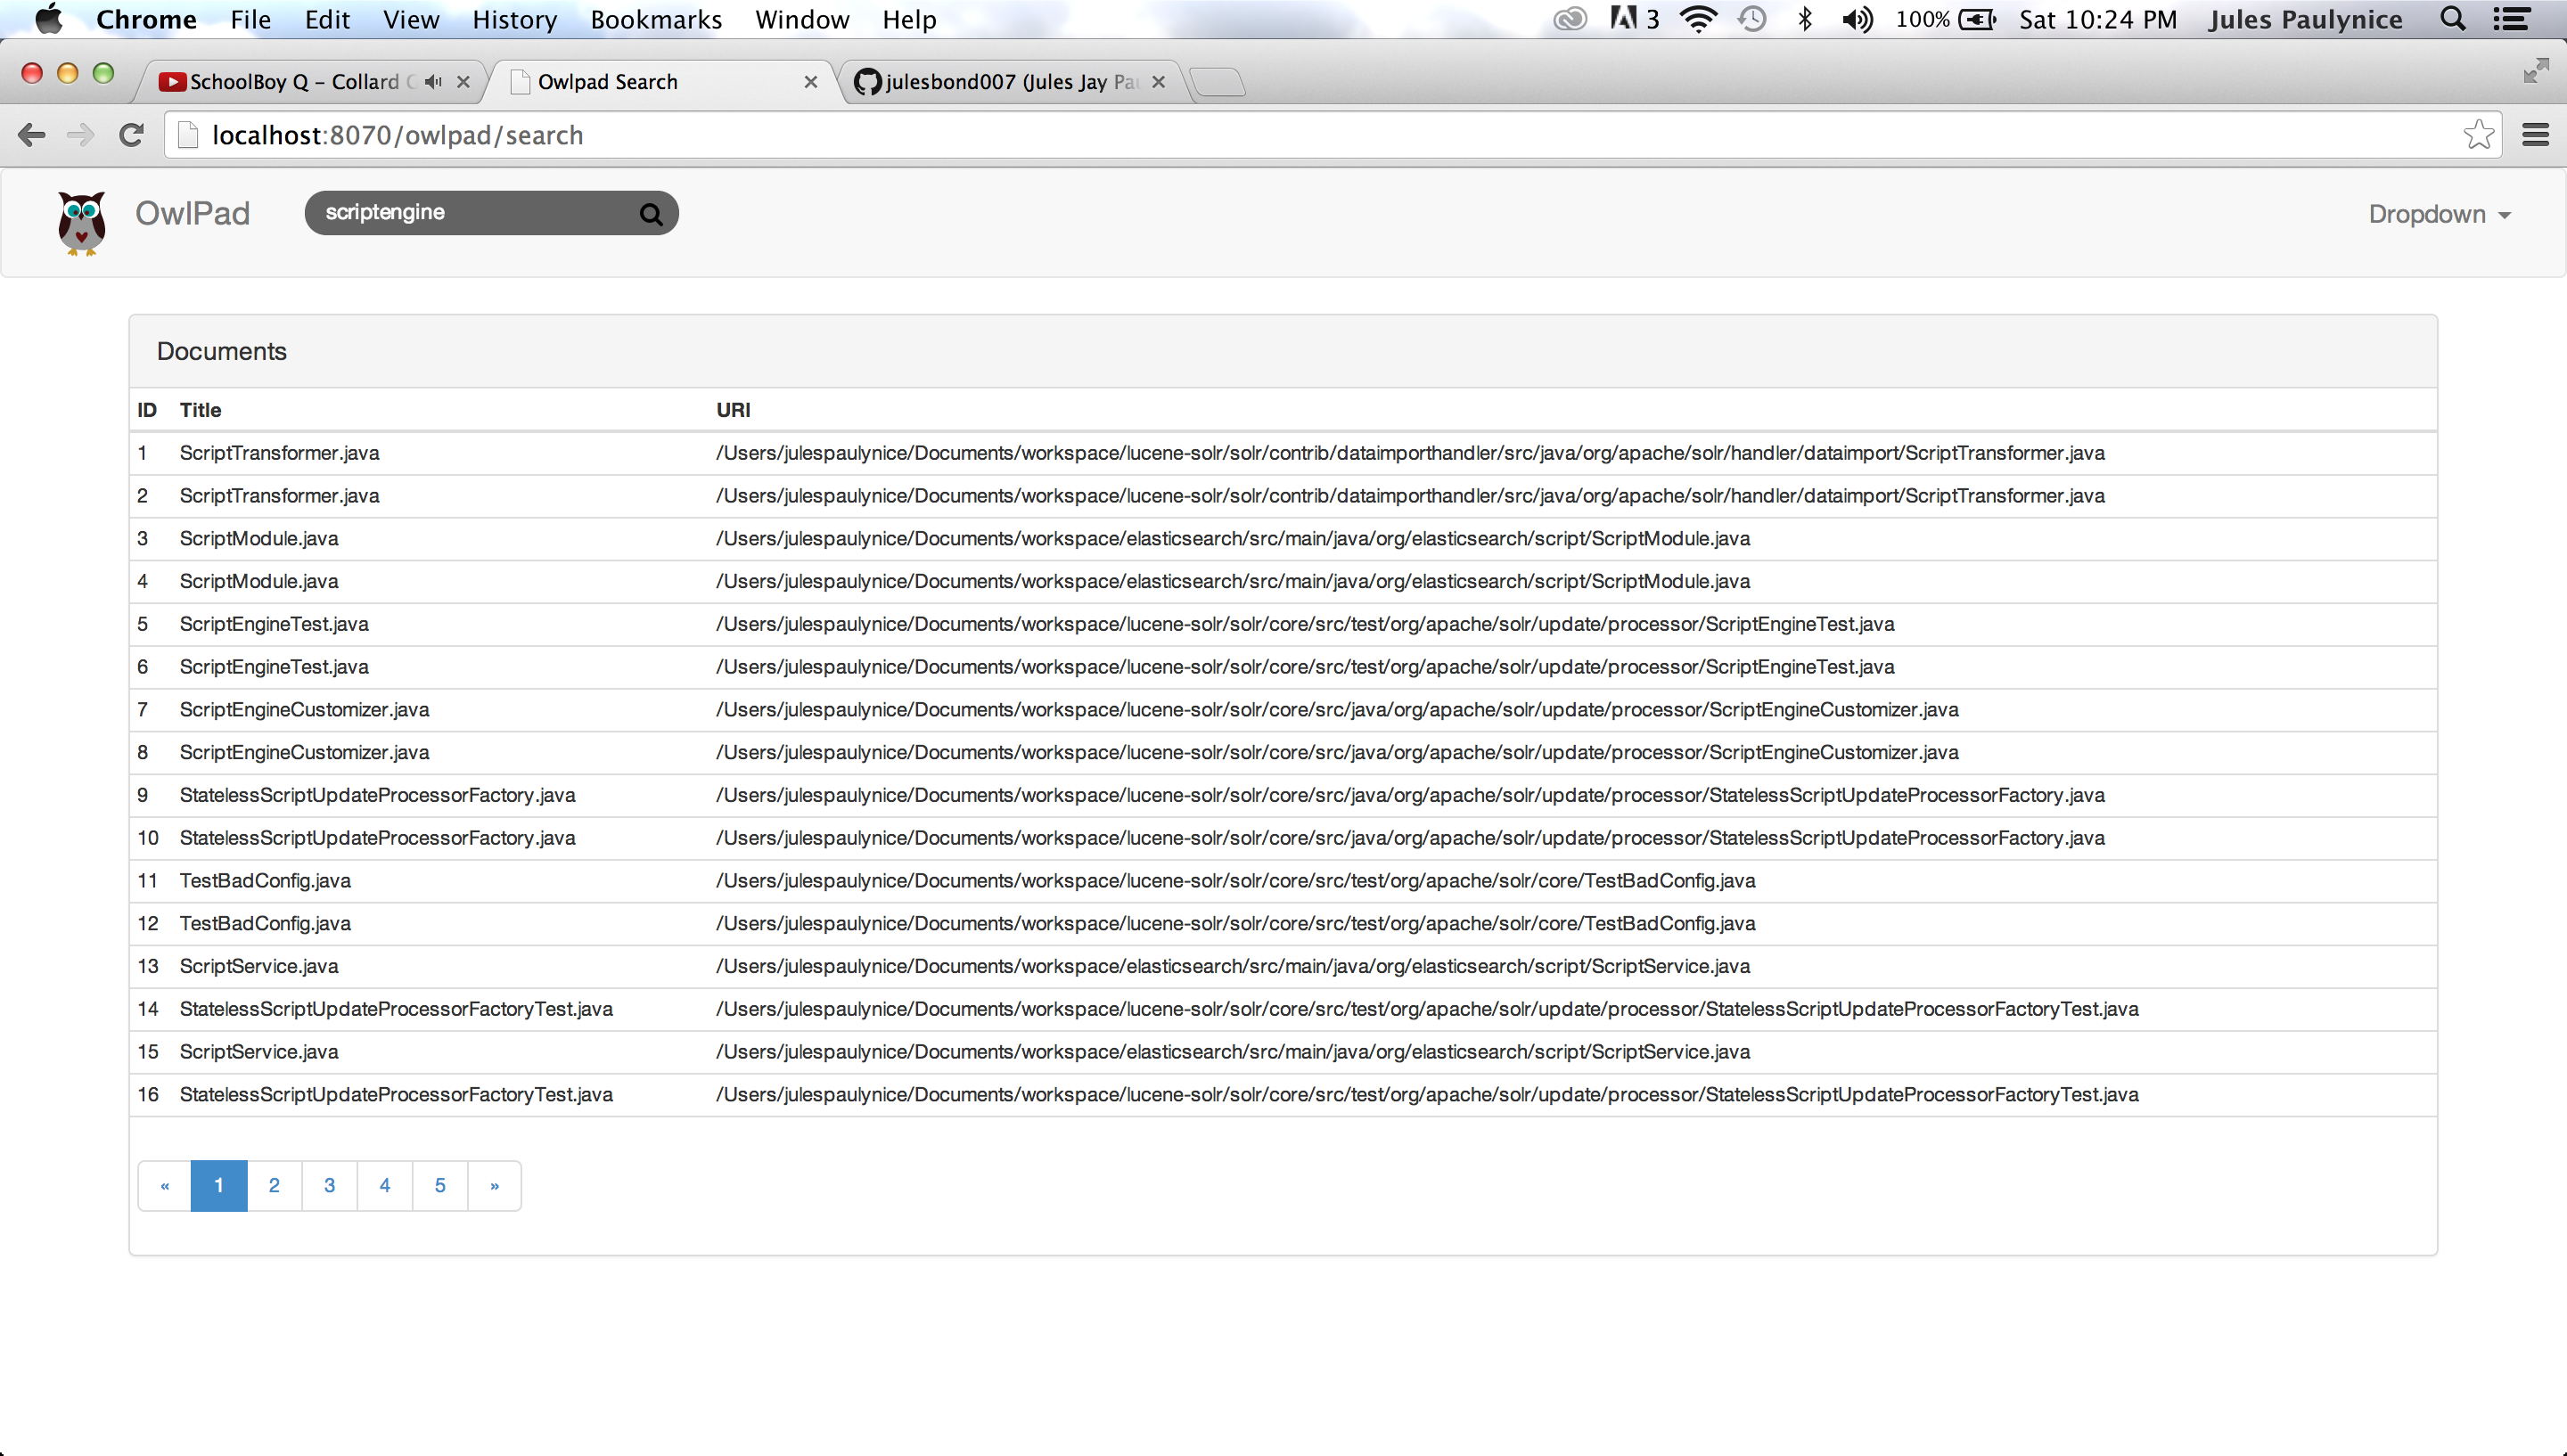 Chrome File Edit View History Bookmarks Window Help 3 100% Sat 10:24 PM Jules Paulynice
SchoolBoy Q – Collard Owlpad Search julesbond007 (Jules Jay Pau
localhost:8070/owlpad/search
OwlPad scriptengine Dropdown
Documents
ID Title URI
1 ScriptTransformer.java /Users/julespaulynice/Documents/workspace/lucene-solr/solr/contrib/dataimporthandler/src/java/org/apache/solr/handler/dataimport/ScriptTransformer.java
2 ScriptTransformer.java /Users/julespaulynice/Documents/workspace/lucene-solr/solr/contrib/dataimporthandler/src/java/org/apache/solr/handler/dataimport/ScriptTransformer.java
3 ScriptModule.java /Users/julespaulynice/Documents/workspace/elasticsearch/src/main/java/org/elasticsearch/script/ScriptModule.java
4 ScriptModule.java /Users/julespaulynice/Documents/workspace/elasticsearch/src/main/java/org/elasticsearch/script/ScriptModule.java
5 ScriptEngineTest.java /Users/julespaulynice/Documents/workspace/lucene-solr/solr/core/src/test/org/apache/solr/update/processor/ScriptEngineTest.java
6 ScriptEngineTest.java /Users/julespaulynice/Documents/workspace/lucene-solr/solr/core/src/test/org/apache/solr/update/processor/ScriptEngineTest.java
7 ScriptEngineCustomizer.java /Users/julespaulynice/Documents/workspace/lucene-solr/solr/core/src/java/org/apache/solr/update/processor/ScriptEngineCustomizer.java
8 ScriptEngineCustomizer.java /Users/julespaulynice/Documents/workspace/lucene-solr/solr/core/src/java/org/apache/solr/update/processor/ScriptEngineCustomizer.java
9 StatelessScriptUpdateProcessorFactory.java /Users/julespaulynice/Documents/workspace/lucene-solr/solr/core/src/java/org/apache/solr/update/processor/StatelessScriptUpdateProcessorFactory.java
10 StatelessScriptUpdateProcessorFactory.java /Users/julespaulynice/Documents/workspace/lucene-solr/solr/core/src/java/org/apache/solr/update/processor/StatelessScriptUpdateProcessorFactory.java
11 TestBadConfig.java /Users/julespaulynice/Documents/workspace/lucene-solr/solr/core/src/test/org/apache/solr/core/TestBadConfig.java
12 TestBadConfig.java /Users/julespaulynice/Documents/workspace/lucene-solr/solr/core/src/test/org/apache/solr/core/TestBadConfig.java
13 ScriptService.java /Users/julespaulynice/Documents/workspace/elasticsearch/src/main/java/org/elasticsearch/script/ScriptService.java
14 StatelessScriptUpdateProcessorFactoryTest.java /Users/julespaulynice/Documents/workspace/lucene-solr/solr/core/src/test/org/apache/solr/update/processor/StatelessScriptUpdateProcessorFactoryTest.java
15 ScriptService.java /Users/julespaulynice/Documents/workspace/elasticsearch/src/main/java/org/elasticsearch/script/ScriptService.java
16 StatelessScriptUpdateProcessorFactoryTest.java /Users/julespaulynice/Documents/workspace/lucene-solr/solr/core/src/test/org/apache/solr/update/processor/StatelessScriptUpdateProcessorFactoryTest.java
« 1 2 3 4 5 »